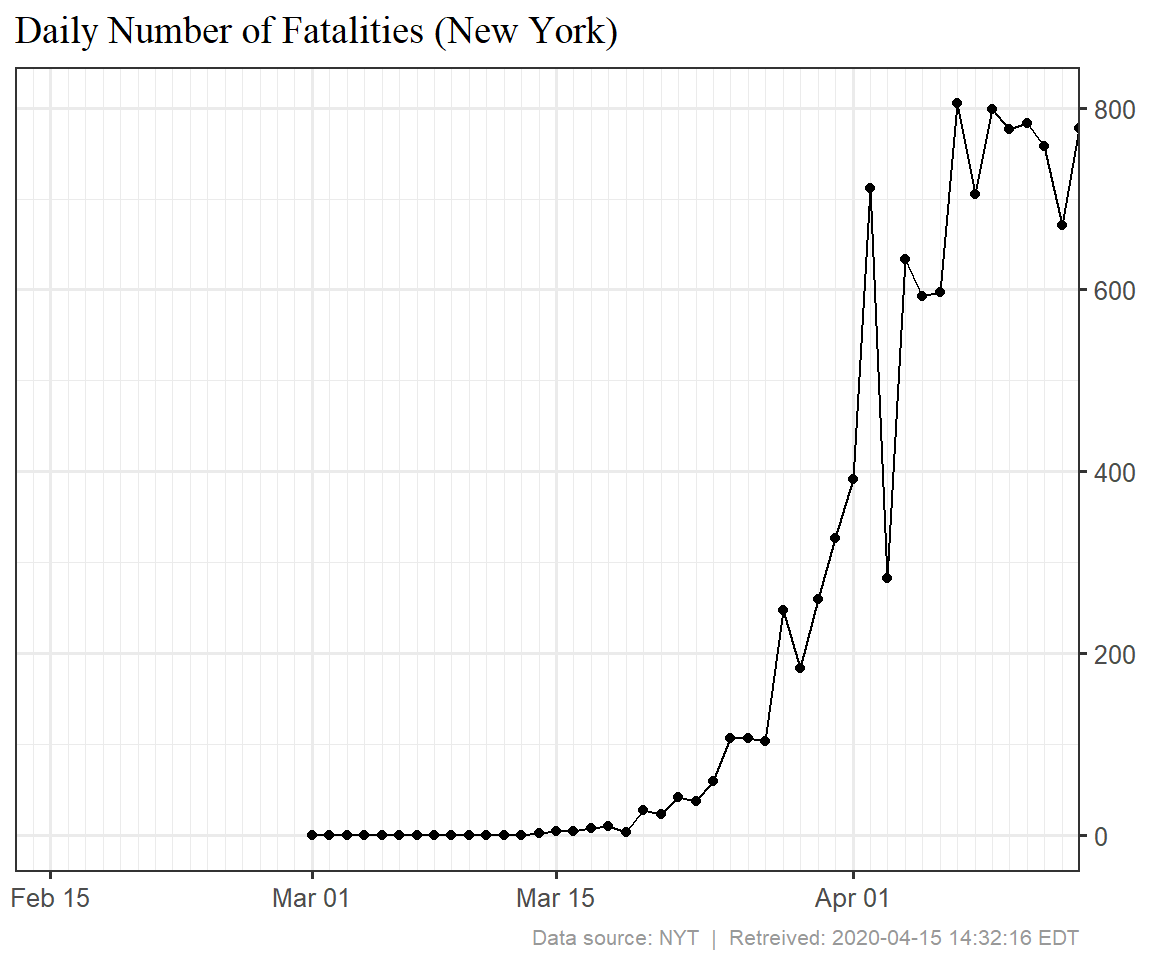 Daily Number of Fatalities (New York)
800
600
400
200
0
Feb 15 Mar 01 Mar 15 Apr 01
Data source: NYT | Retreived: 2020-04-15 14:32:16 EDT